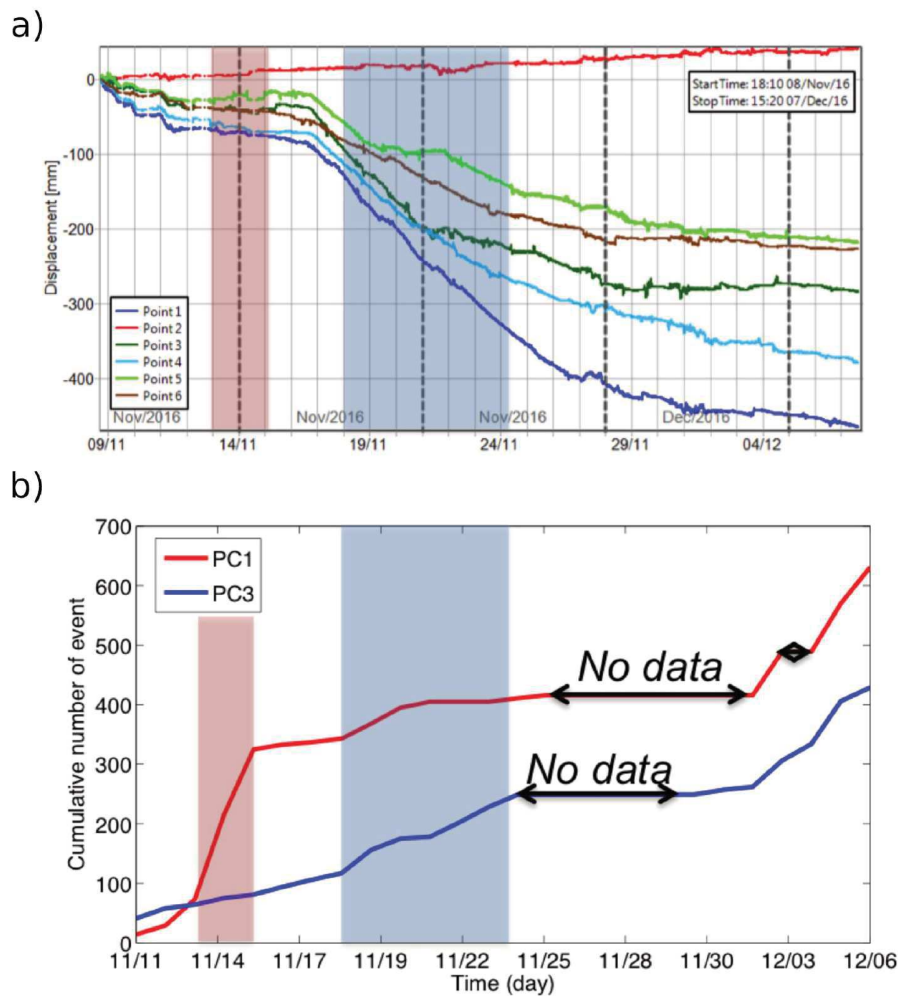 a)
0
-100
-200
-300
-400
Displacement [mm]
Start Time: 18:10 08/Nov/16
Stop Time: 15:20 07/Dec/16
Point 1
Point 2
Point 3
Point 4
Point 5
Point 6
Nov/2016 Nov/2016 Nov/2016 Dec/2016
09/11 14/11 19/11 24/11 29/11 04/12
b)
700
600
500
400
300
200
100
0
Cumulative number of event
PC1
PC3
No data
No data
11/11 11/14 11/19 11/22 11/25 11/28 11/30 12/03 12/06
Time (day)